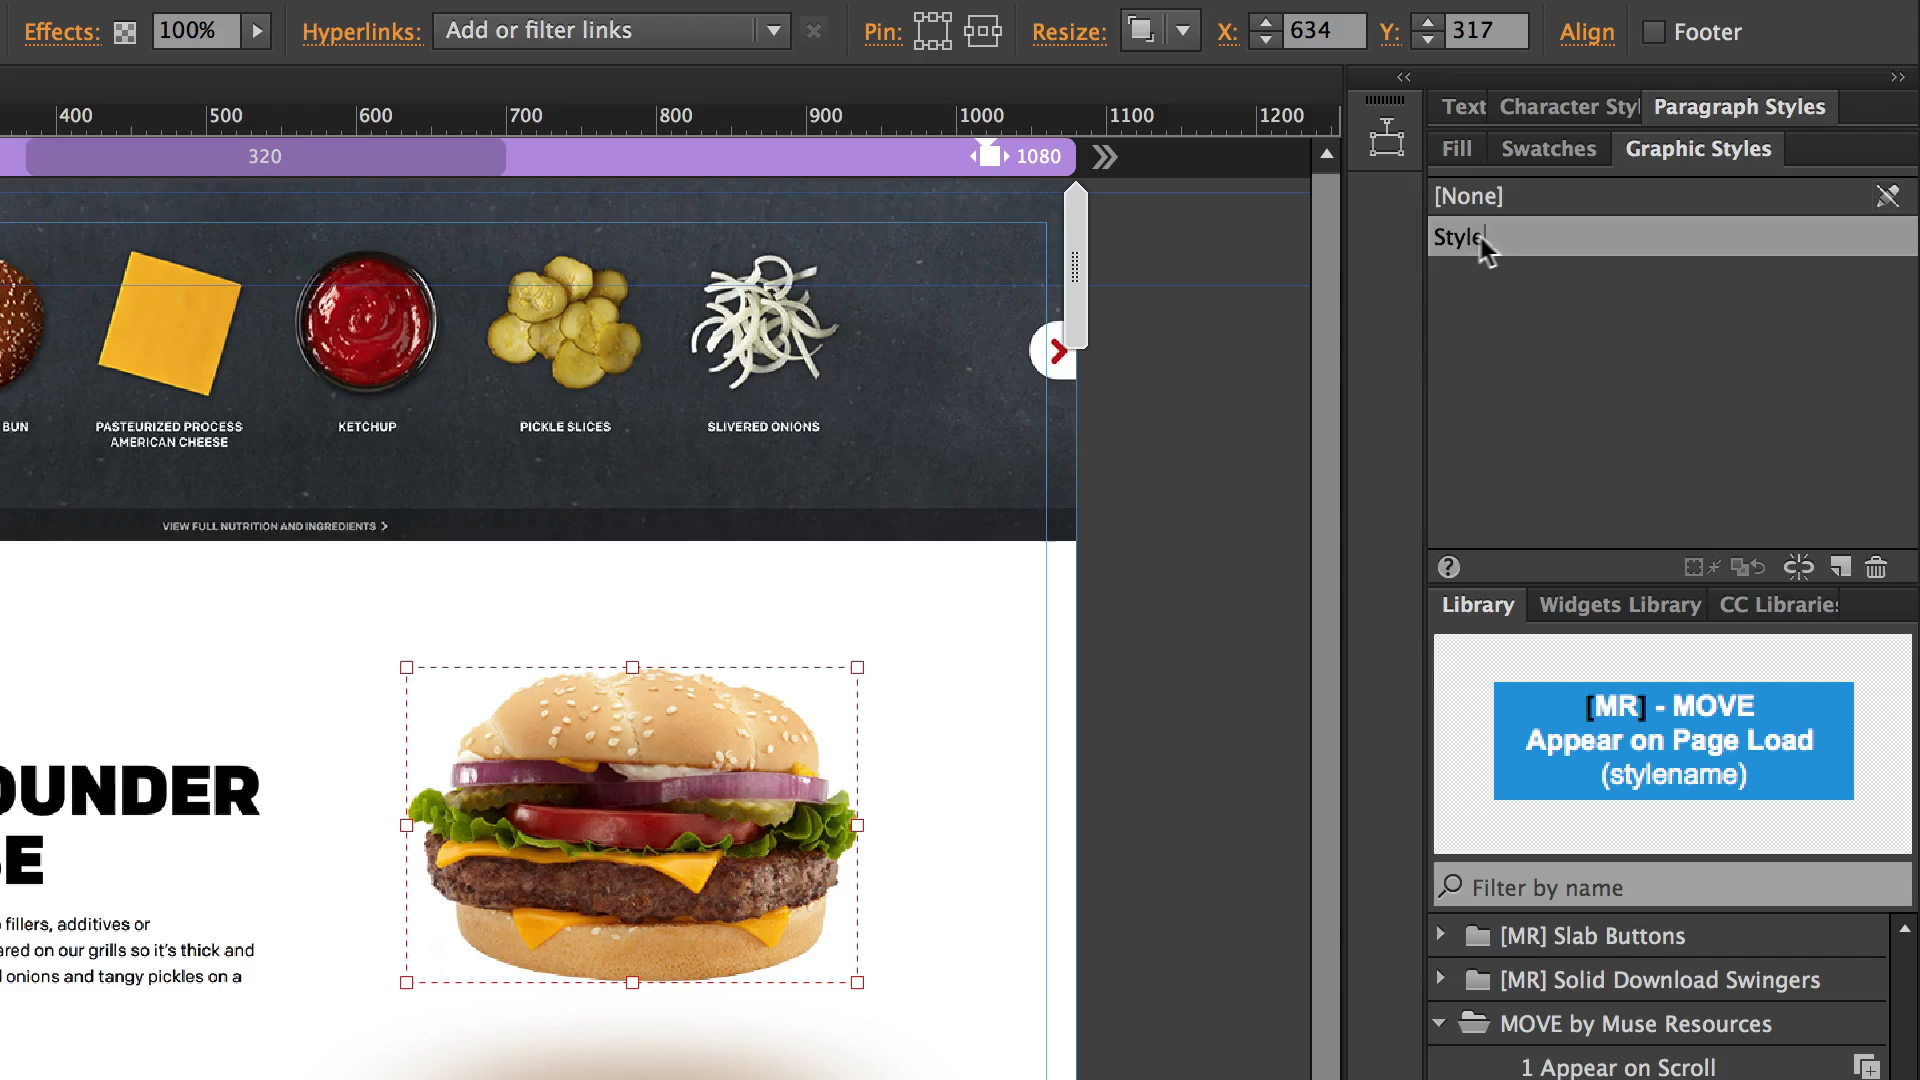 Effects: 100% Hyperlinks: Add or filter links Pin: Resize: X: 634 Y: 317 Align Footer
400 500 600 700 800 900 1000 1100 1200
320 1080
Text Character Sty Paragraph Styles
Fill Swatches Graphic Styles
[None]
Style
BUN
PASTEURIZED PROCESS
AMERICAN CHEESE
KETCHUP
PICKLE SLICES
SLIVERED ONIONS
VIEW FULL NUTRITION AND INGREDIENTS >
OUNDER
SE
fillers, additives or
ared on our grills so it's thick and
onions and tangy pickles on a
Library Widgets Library CC Libraries
[MR] - MOVE
Appear on Page Load
(stylename)
Filter by name
[MR] Slab Buttons
[MR] Solid Download Swingers
MOVE by Muse Resources
1 Appear on Scroll